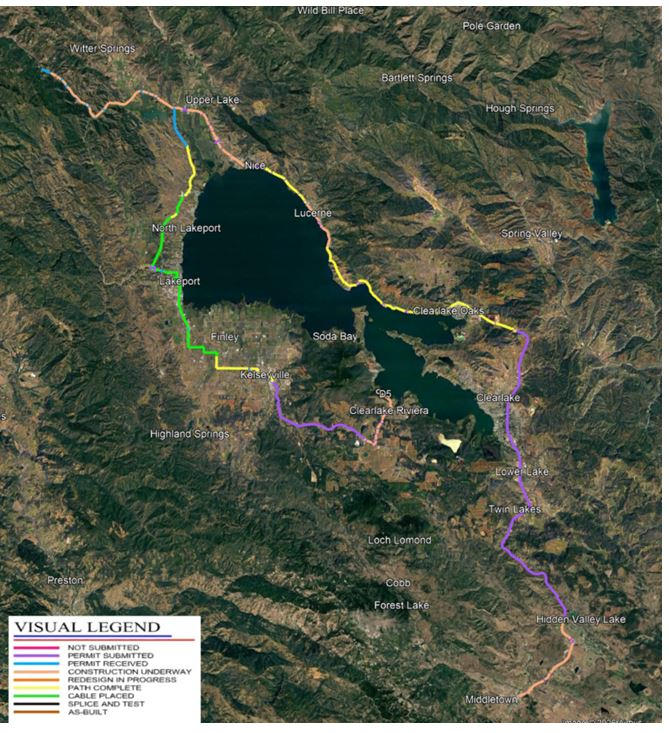 Wild Bill Place
Pole Garden
Witter Springs
Bartlett Springs
Upper Lake
Hough Springs
Nice
Lucerne
North Lakeport
Spring Valley
Lakeport
Clearlake Oaks
Finley
Soda Bay
Kelseyville
D5
Clearlake
Clearlake Riviera
Highland Springs
Lower Lake
Twin Lakes
Loch Lomond
Preston
Cobb
Forest Lake
Hidden Valley Lake
Middletown
s
VISUAL LEGEND
NOT SUBMITTED
PERMIT SUBMITTED
PERMIT RECEIVED
CONSTRUCTION UNDERWAY
REDESIGN IN PROGRESS
PATH COMPLETE
CABLE PLACED
SPLICE AND TEST
AS-BUILT